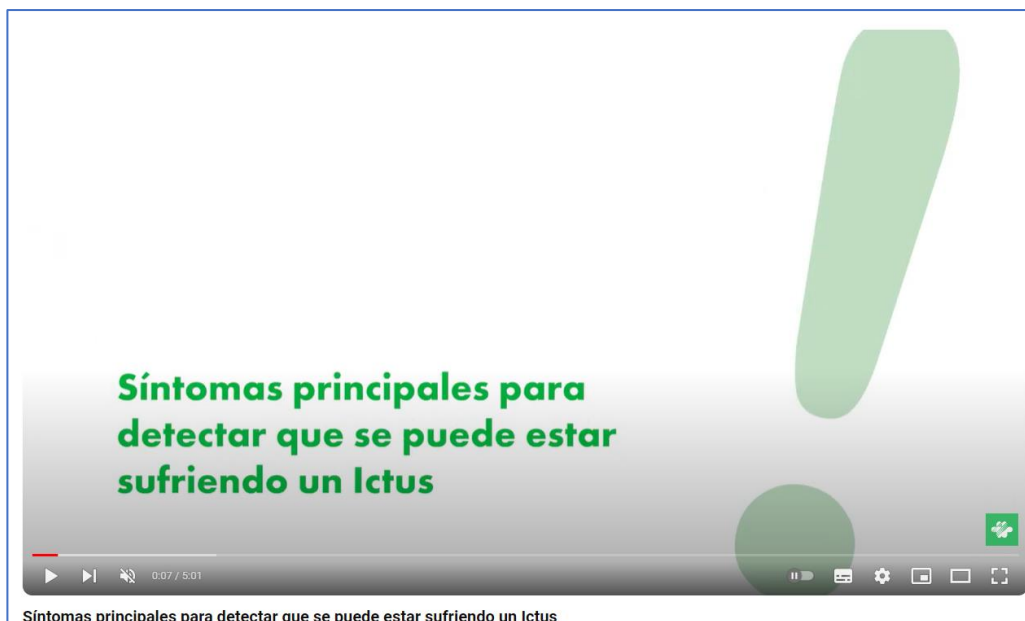 Síntomas principales para
detectar que se puede estar
sufriendo un Ictus
0:07 / 5:01
Síntomas principales para detectar que se puede estar sufriendo un Ictus